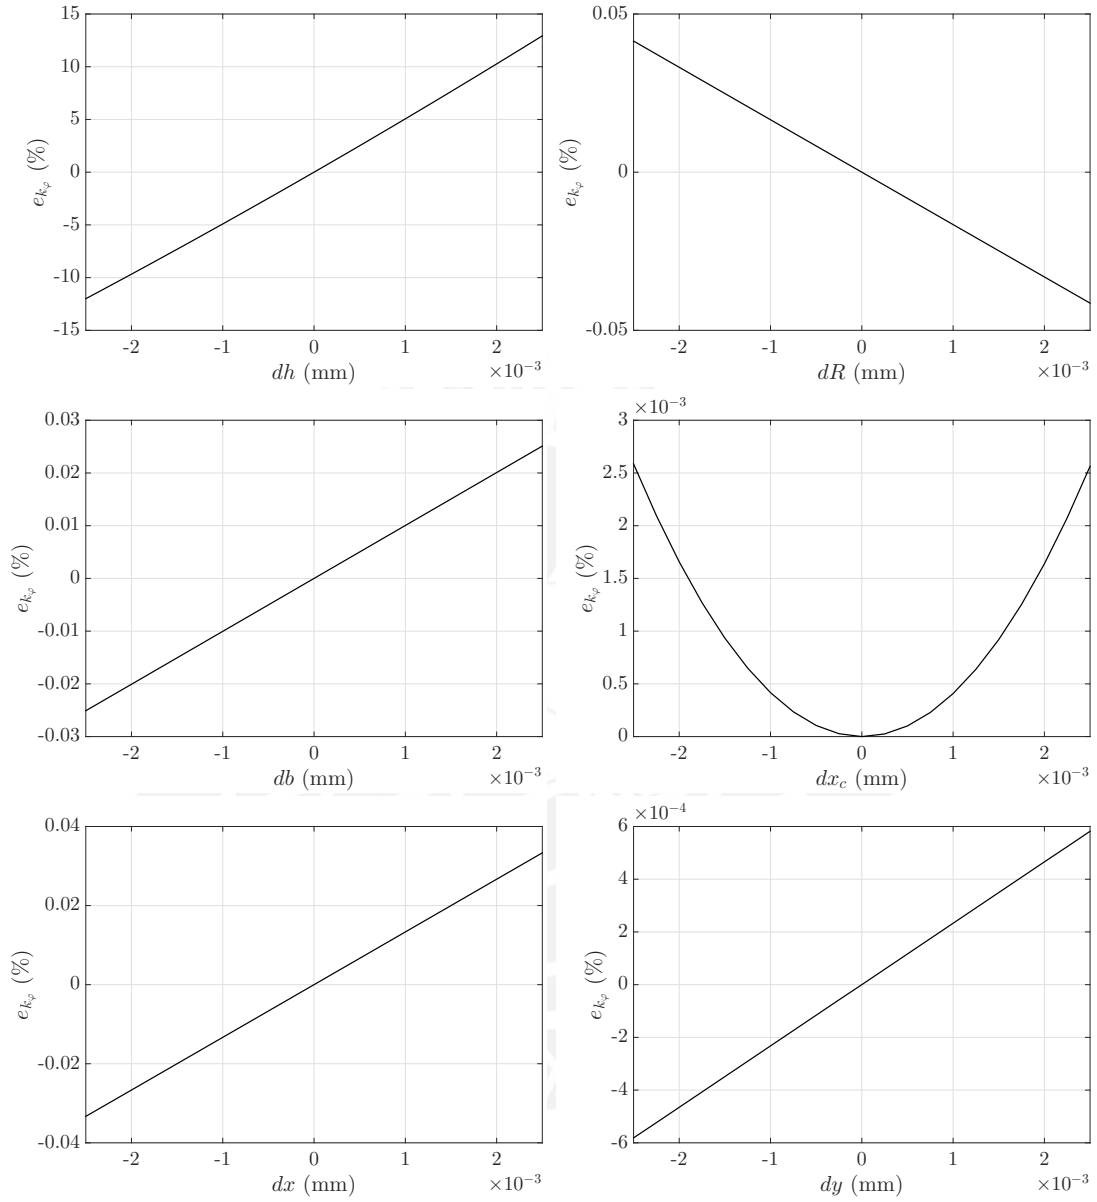 15
10
5
0
-5
-10
-15
e_{k_φ} (%)
-2 -1 0 1 2
dh (mm) ×10⁻³
0.05
0
-0.05
e_{k_φ} (%)
-2 -1 0 1 2
dR (mm) ×10⁻³
0.03
0.02
0.01
0
-0.01
-0.02
-0.03
e_{k_φ} (%)
-2 -1 0 1 2
db (mm) ×10⁻³
×10⁻³
3
2.5
2
1.5
1
0.5
0
e_{k_φ} (%)
-2 -1 0 1 2
dx_c (mm) ×10⁻³
0.04
0.02
0
-0.02
-0.04
e_{k_φ} (%)
-2 -1 0 1 2
dx (mm) ×10⁻³
×10⁻⁴
6
4
2
0
-2
-4
-6
e_{k_φ} (%)
-2 -1 0 1 2
dy (mm) ×10⁻³